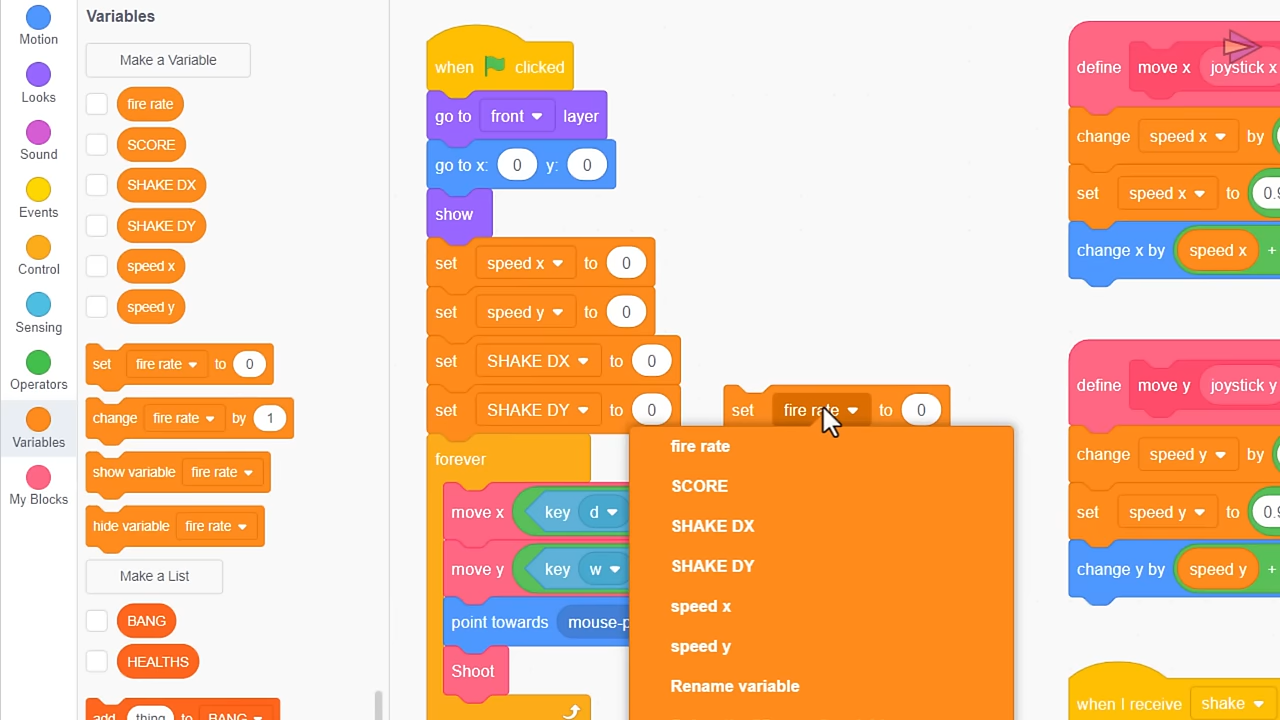 Motion
Looks
Sound
Events
Control
Sensing
Operators
Variables
My Blocks
Variables
Make a Variable
fire rate
SCORE
SHAKE DX
SHAKE DY
speed x
speed y
set fire rate to 0
change fire rate by 1
show variable fire rate
hide variable fire rate
Make a List
BANG
HEALTHS
add thing to BANG
when clicked
go to front layer
go to x: 0 y: 0
show
set speed x to 0
set speed y to 0
set SHAKE DX to 0
set SHAKE DY to 0
forever
move x key d
move y key w
point towards
Shoot
set fire rate to 0
fire rate
SCORE
SHAKE DX
SHAKE DY
speed x
speed y
Rename variable
define move x joystick x
change speed x by
set speed x to
change x by speed x +
define move y joystick y
change speed y by
set speed y to
change y by speed y +
when I receive shake